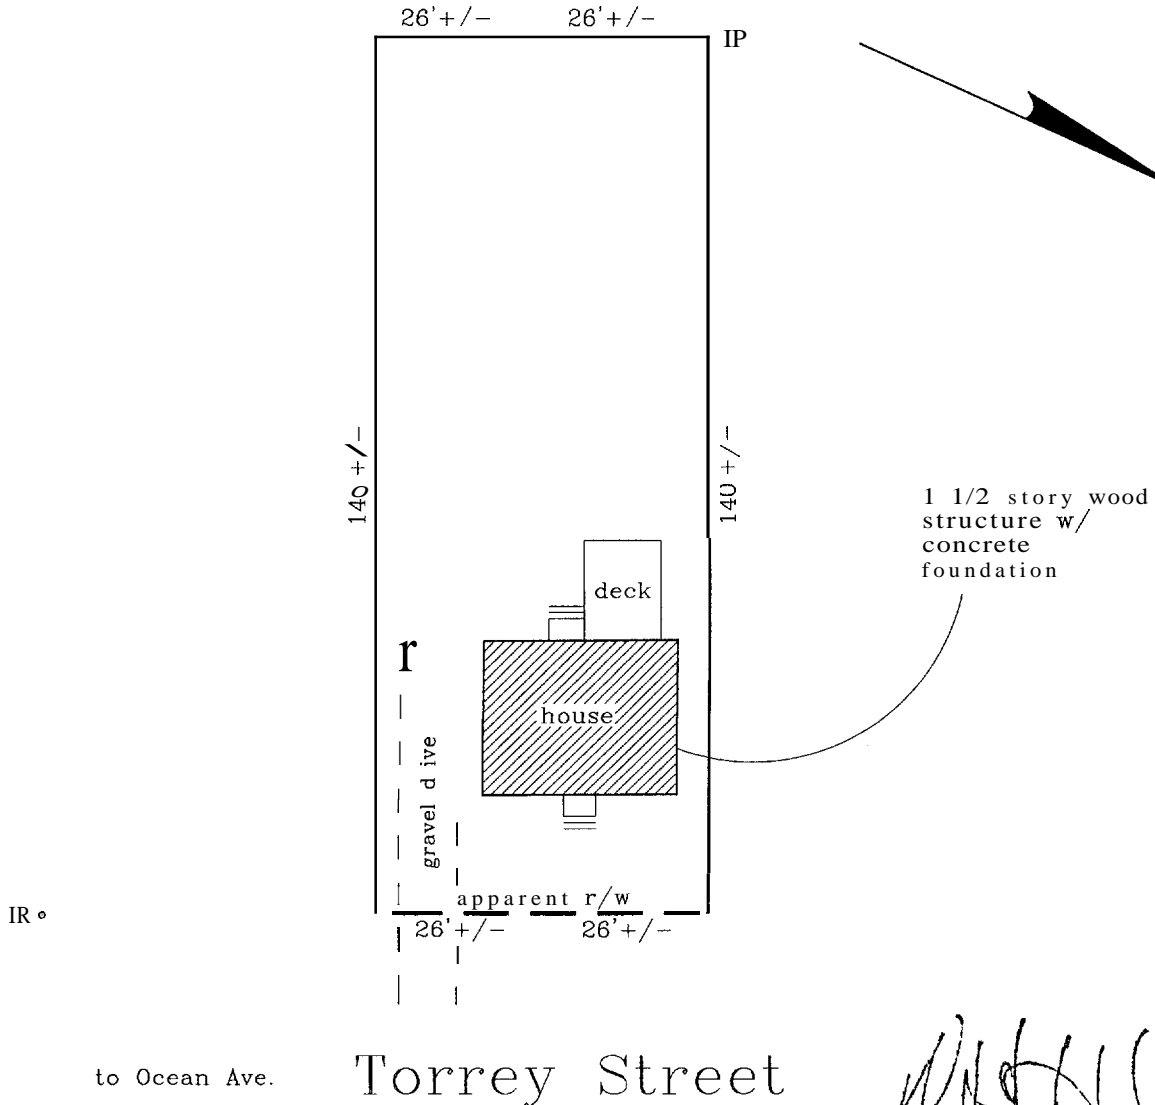 26'+/- 26'+/-
IP
140 +/-
140 +/-
1 1/2 story wood
structure w/
concrete
foundation
deck
r
house
gravel d ive
apparent r/w
IR
26'+/- 26'+/-
to Ocean Ave. Torrey Street